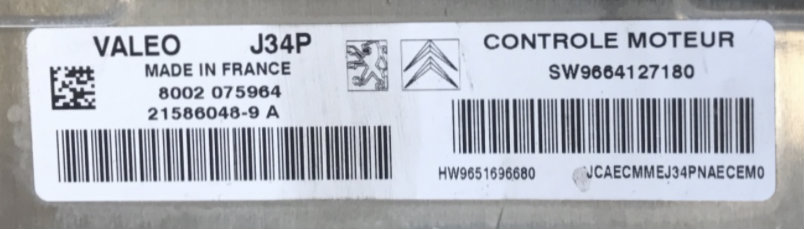 VALEO J34P
MADE IN FRANCE
8002 075964
21586048-9 A
CONTROLE MOTEUR
SW9664127180
HW9651696680 JCAECMMEJ34PNAECEM0